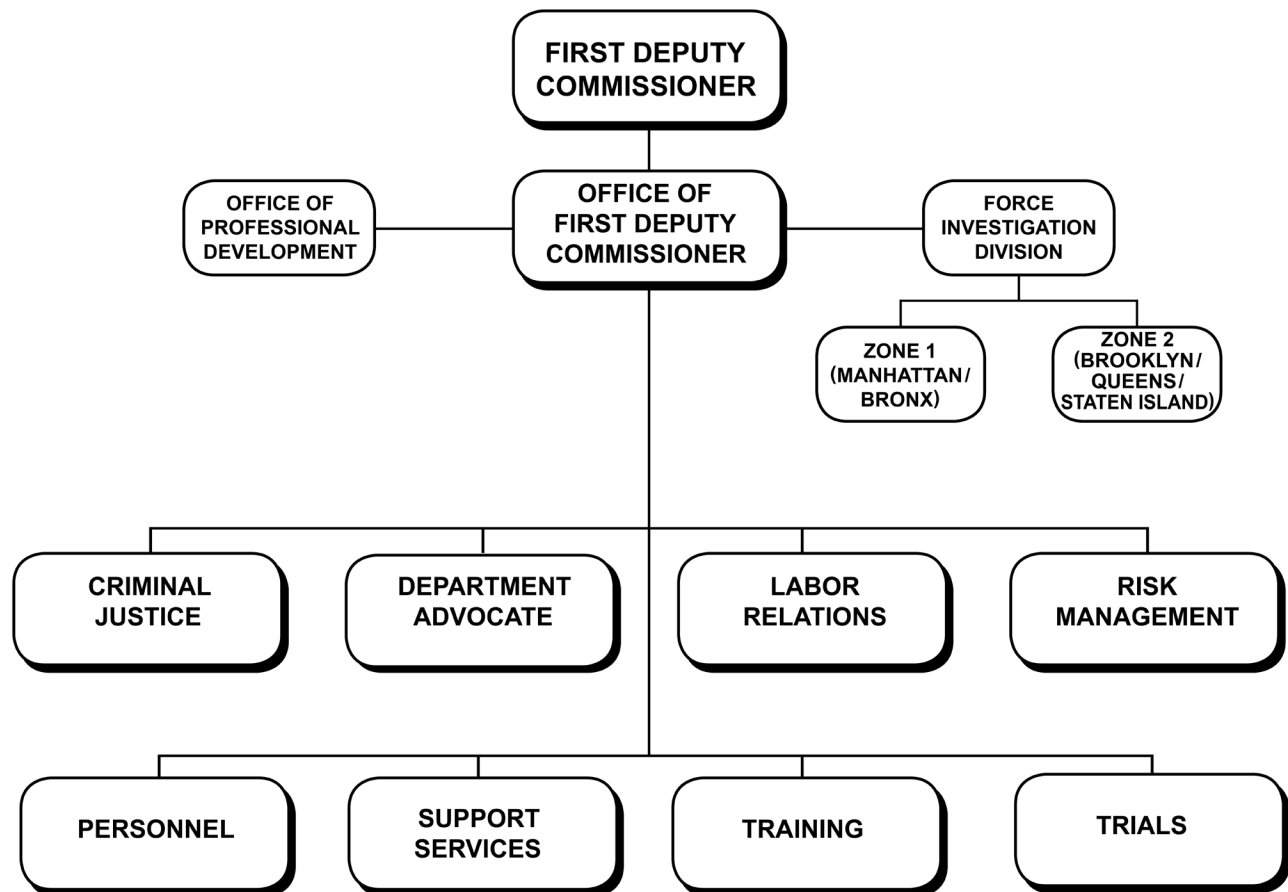 FIRST DEPUTY
COMMISSIONER
OFFICE OF
PROFESSIONAL
DEVELOPMENT
OFFICE OF
FIRST DEPUTY
COMMISSIONER
FORCE
INVESTIGATION
DIVISION
ZONE 1
(MANHATTAN/
BRONX)
ZONE 2
(BROOKLYN/
QUEENS/
STATEN ISLAND)
CRIMINAL
JUSTICE
DEPARTMENT
ADVOCATE
LABOR
RELATIONS
RISK
MANAGEMENT
PERSONNEL
SUPPORT
SERVICES
TRAINING
TRIALS